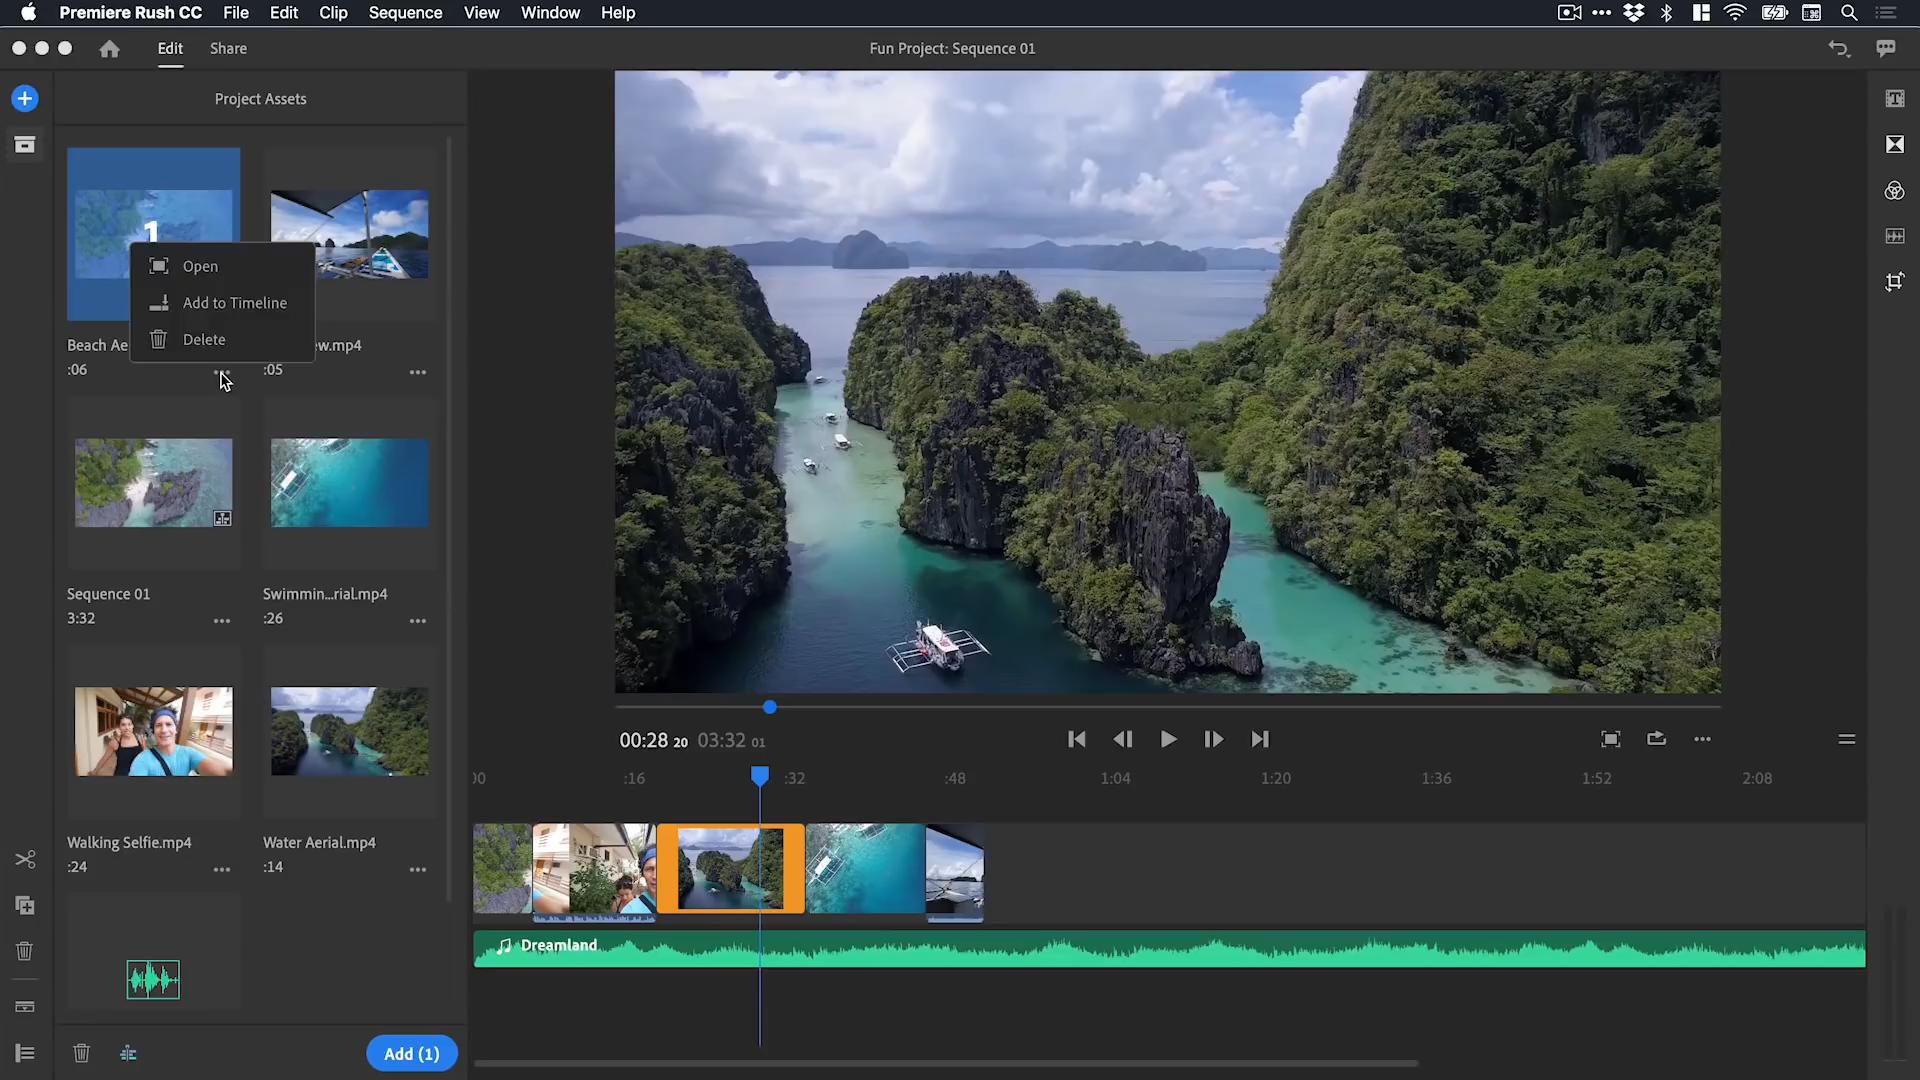 Premiere Rush CC File Edit Clip Sequence View Window Help
Edit Share
Fun Project: Sequence 01
Project Assets
1
Open
Add to Timeline
Delete
Beach Ae
ew.mp4
:06
:05
Sequence 01
Swimmin...rial.mp4
3:32
:26
Walking Selfie.mp4
Water Aerial.mp4
:24
:14
Add (1)
00:28 20 03:32 01
00 :16 :32 :48 1:04 1:20 1:36 1:52 2:08
Dreamland